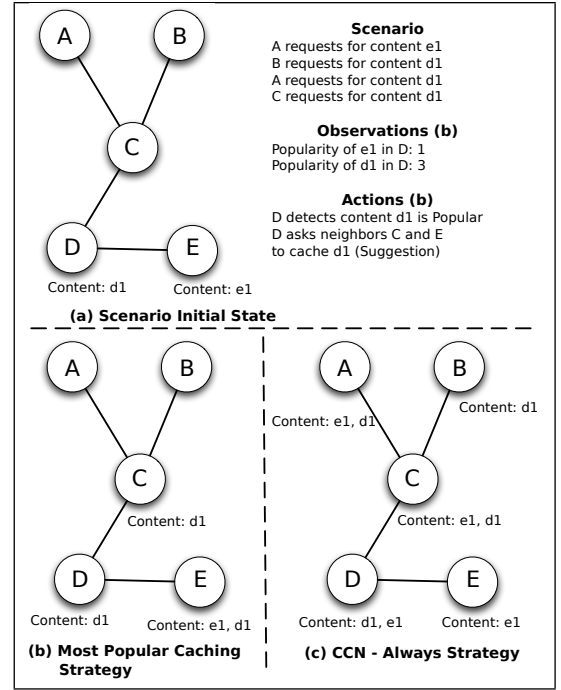 A
B
C
D
E
Content: d1
Content: e1
Scenario
A requests for content e1
B requests for content d1
A requests for content d1
C requests for content d1
Observations (b)
Popularity of e1 in D: 1
Popularity of d1 in D: 3
Actions (b)
D detects content d1 is Popular
D asks neighbors C and E
to cache d1 (Suggestion)
(a) Scenario Initial State
A
B
C
Content: d1
D
E
Content: d1
Content: e1, d1
(b) Most Popular Caching
Strategy
A
B
Content: e1, d1
Content: d1
C
Content: e1, d1
D
E
Content: d1, e1
Content: e1
(c) CCN - Always Strategy